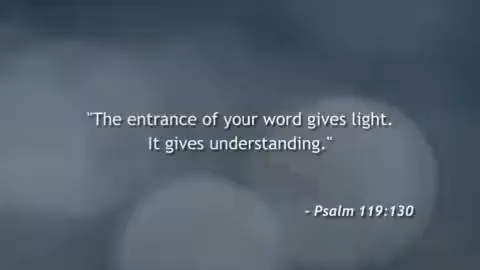 "The entrance of your word gives light.
It gives understanding."
- Psalm 119:130